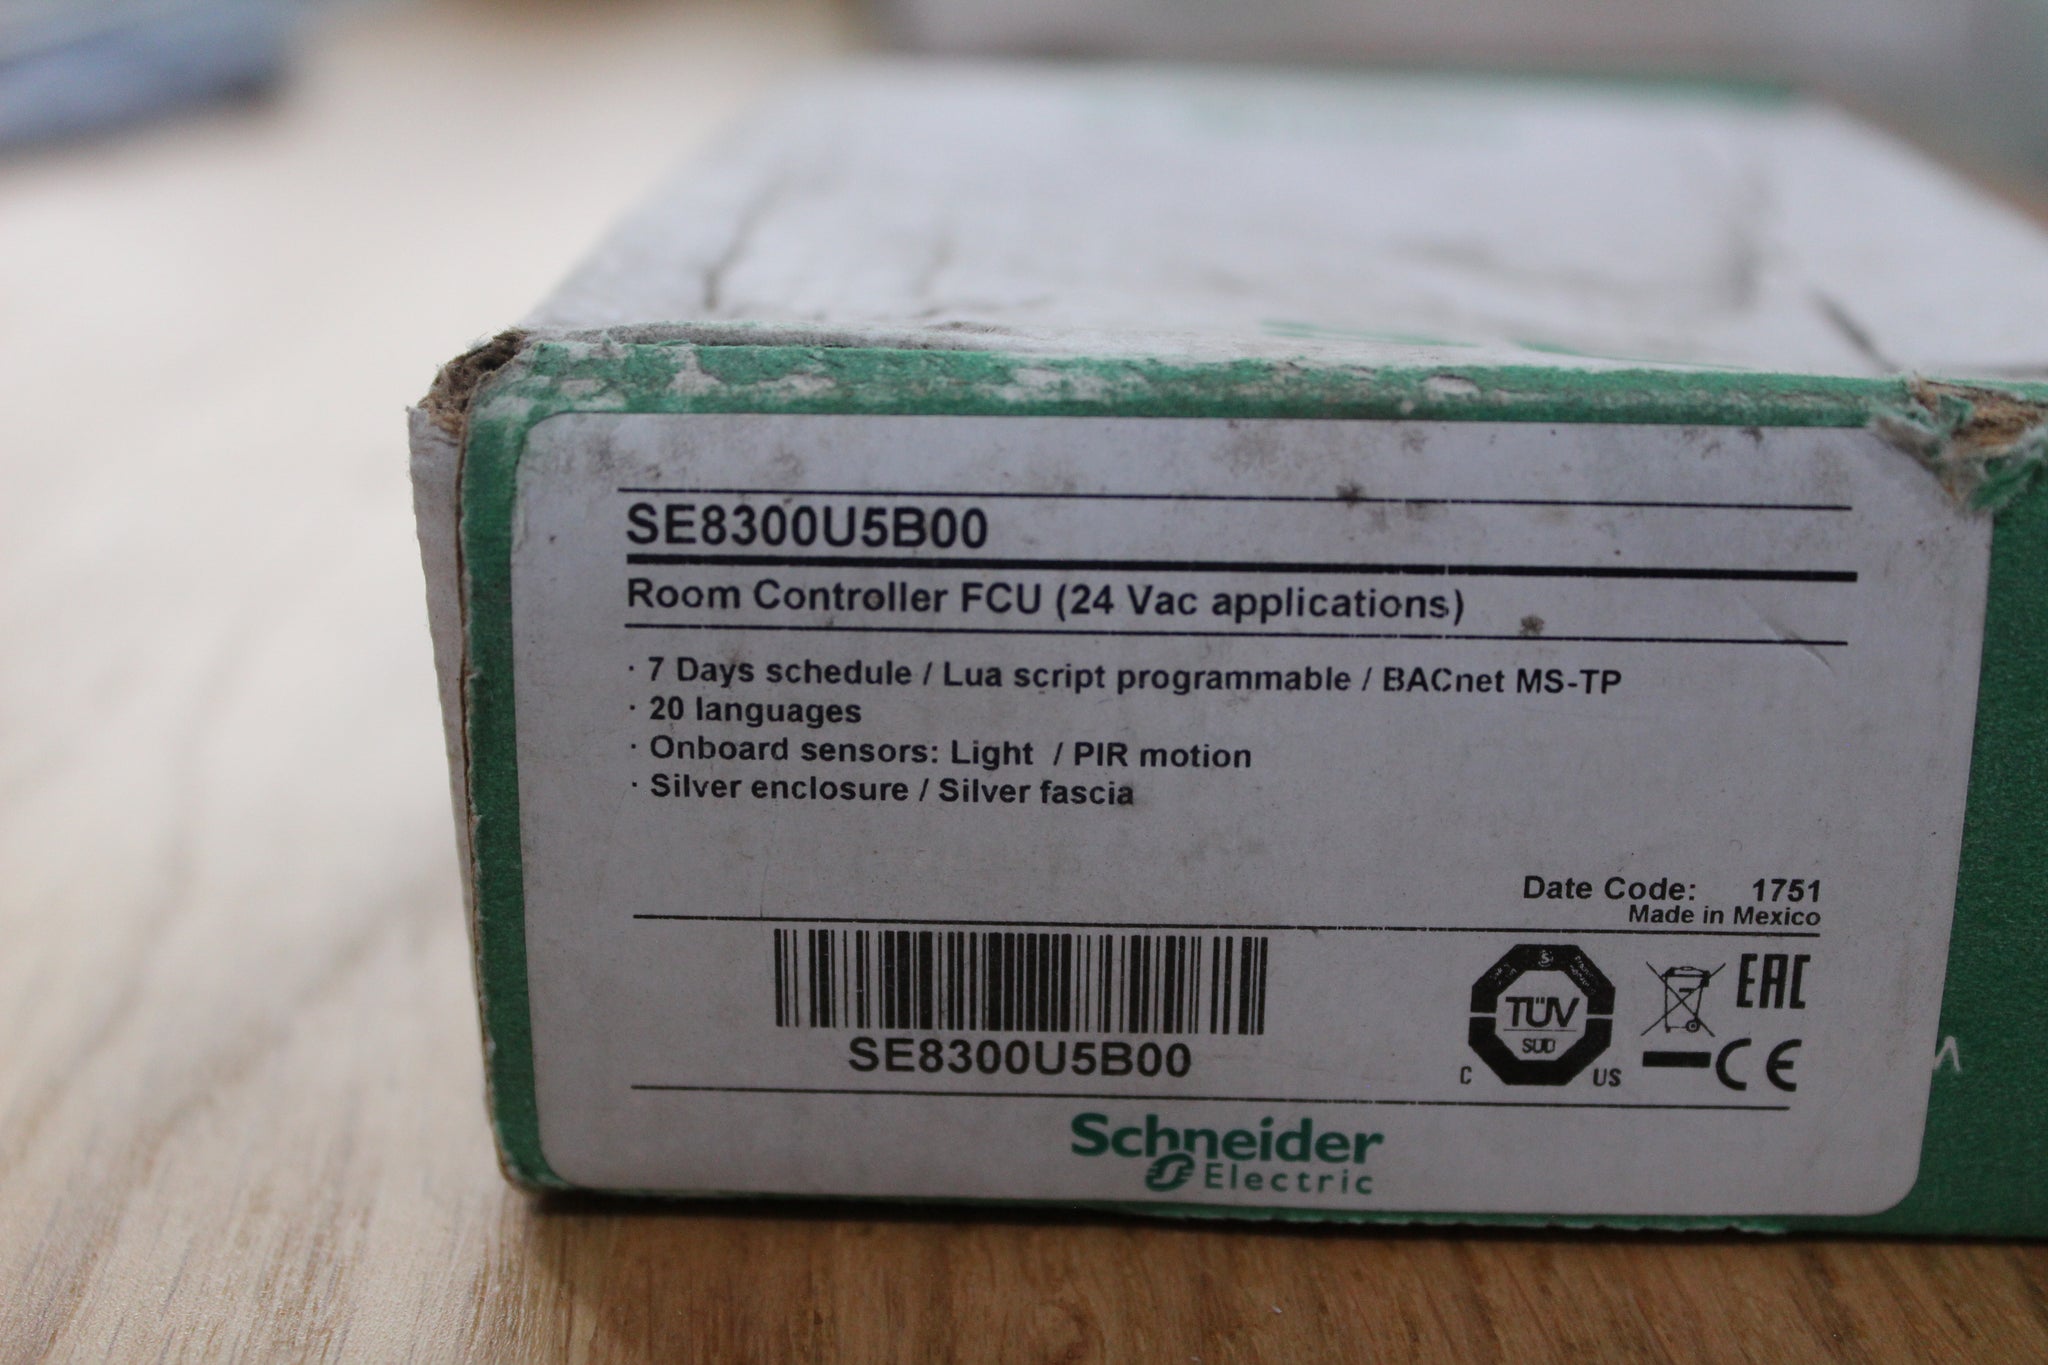 SE8300U5B00
Room Controller FCU (24 Vac applications)
· 7 Days schedule / Lua script programmable / BACnet MS-TP
· 20 languages
· Onboard sensors: Light / PIR motion
· Silver enclosure / Silver fascia
Date Code: 1751
Made in Mexico
SE8300U5B00
TÜV
SÜD
C US
EAC
CE
Schneider
Electric